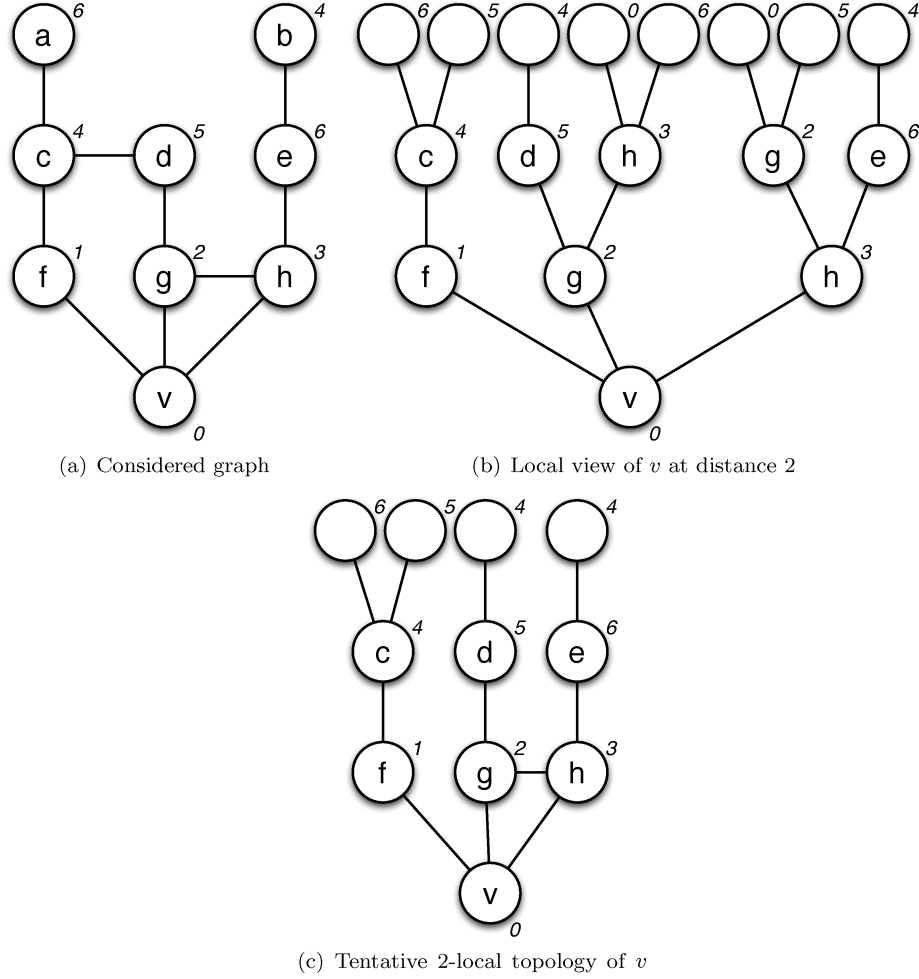 6 4 6 5 4 0 6 0 5 4
a b
4 5 6 4 5 3 2 6
c d e c d h g e
1 2 3 1 2 3
f g h f g h
v v
0 0
(a) Considered graph (b) Local view of v at distance 2
6 5 4 4
4 5 6
c d e
1 2 3
f g h
v
0
(c) Tentative 2-local topology of v